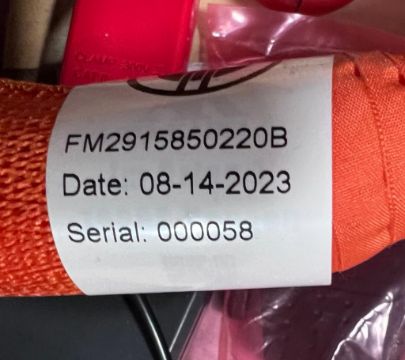 FM2915850220B
Date: 08-14-2023
Serial: 000058